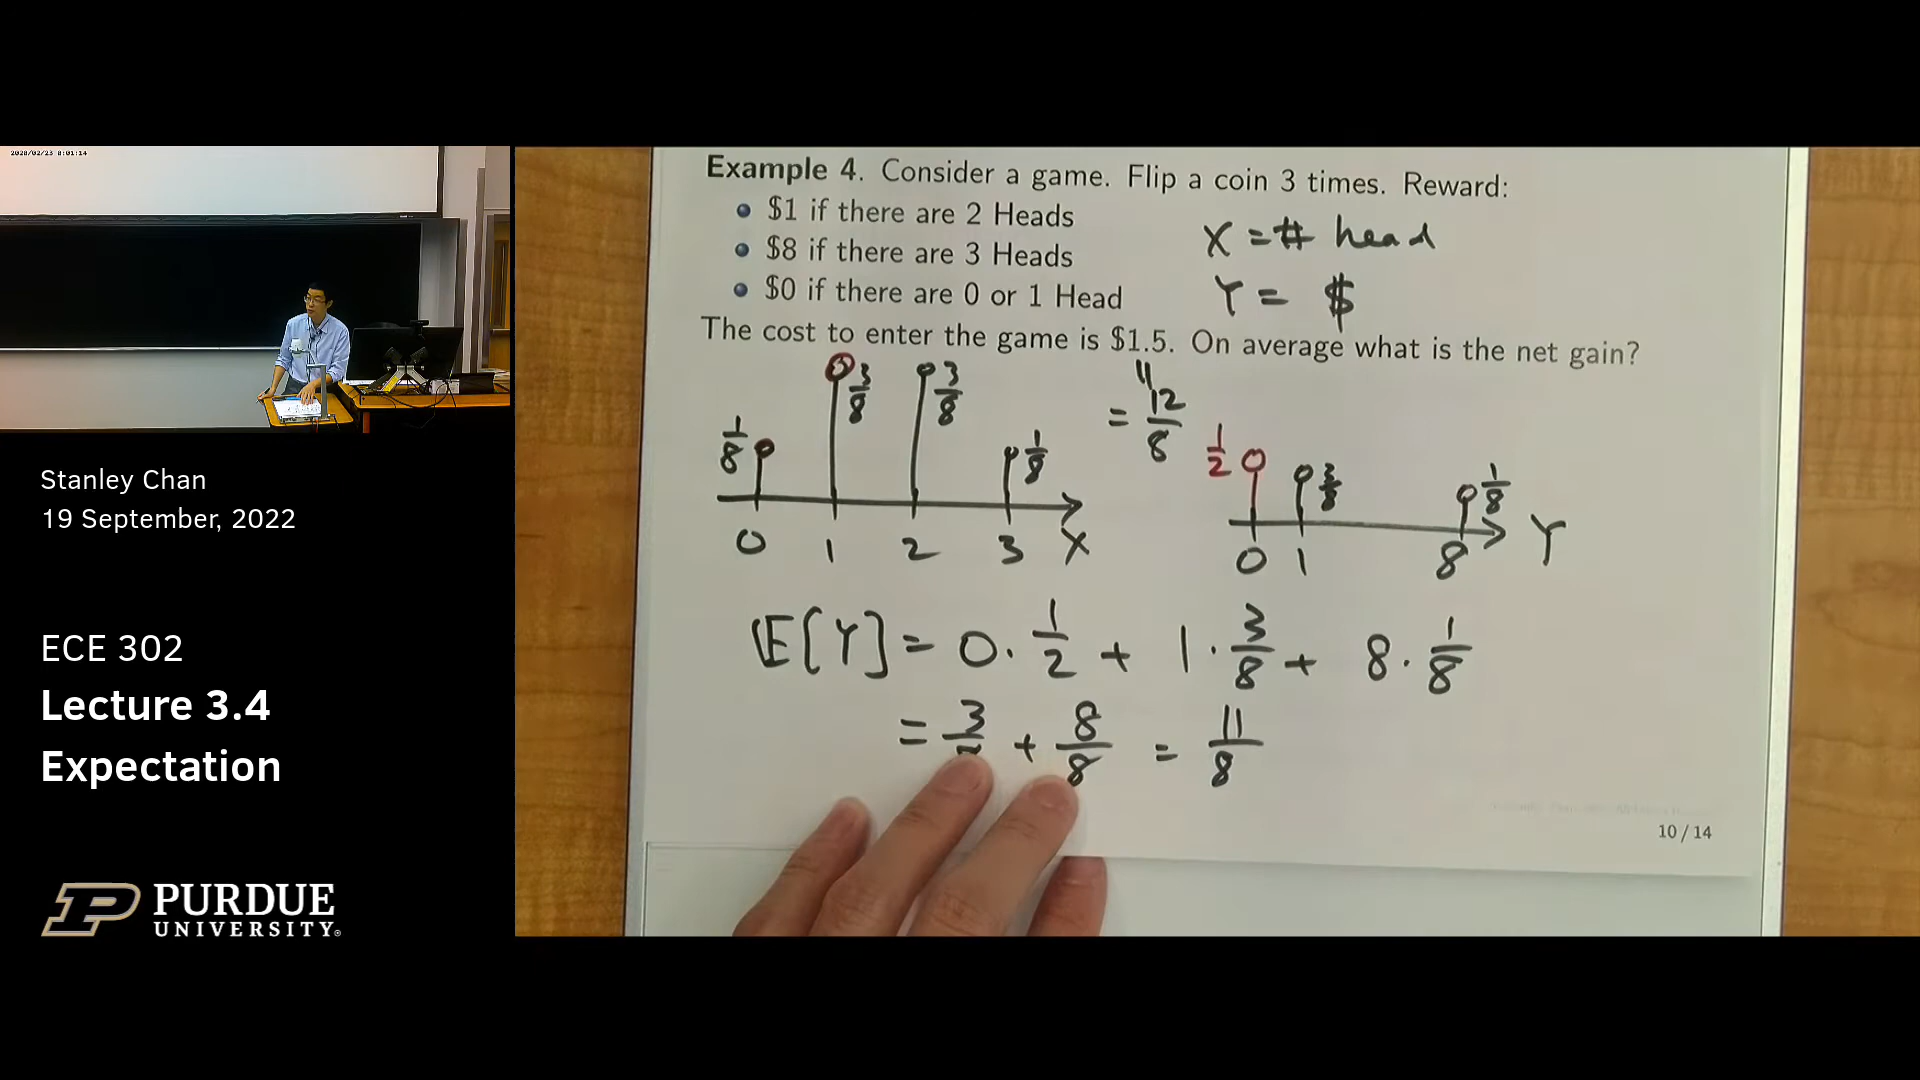 2028/02/23 8:01:14
Stanley Chan
19 September, 2022
ECE 302
Lecture 3.4
Expectation
PURDUE
UNIVERSITY
Example 4. Consider a game. Flip a coin 3 times. Reward:
$1 if there are 2 Heads
$8 if there are 3 Heads
$0 if there are 0 or 1 Head
X = # head
Y = $
The cost to enter the game is $1.5. On average what is the net gain?
= 12/8
1/8 3/8 3/8 1/8
0 1 2 3 X
1/2 3/8 1/8
0 1 8 Y
E[Y] = 0 · 1/2 + 1 · 3/8 + 8 · 1/8
= 3 + 8/8 = 11/8
10 / 14